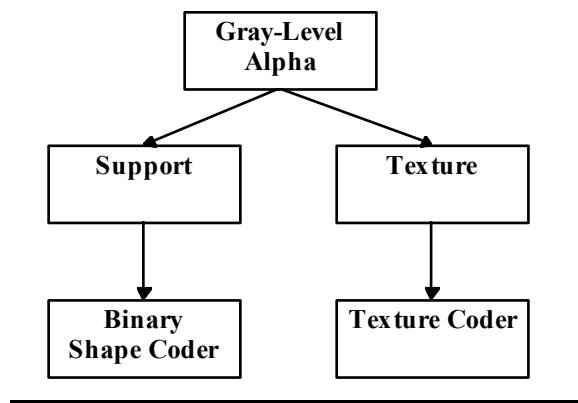 Gray-Level
Alpha
Support
Texture
Binary
Shape Coder
Texture Coder